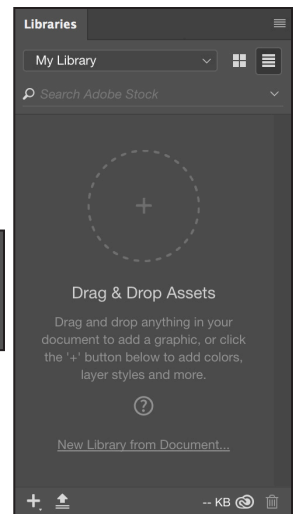 Libraries
My Library
Search Adobe Stock
+
Drag & Drop Assets
Drag and drop anything in your
document to add a graphic, or click
the '+' button below to add colors,
layer styles and more.
?
New Library from Document...
-- KB